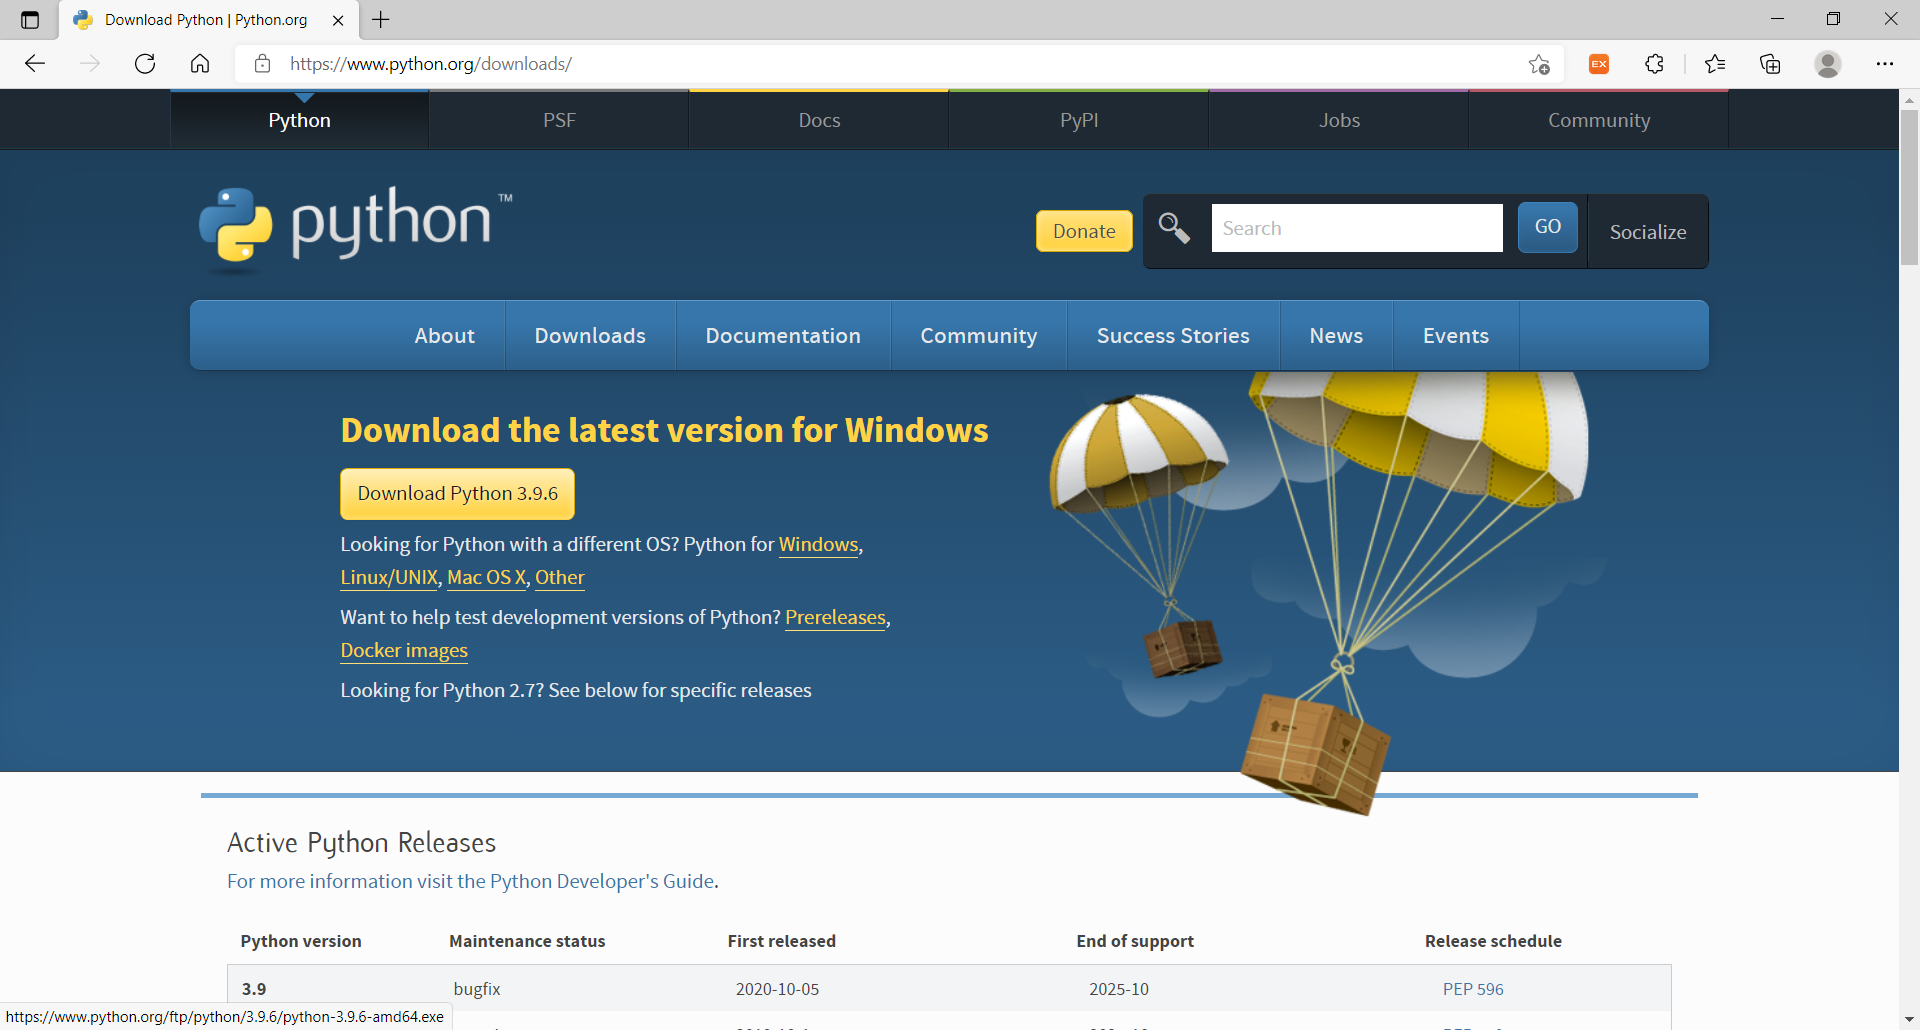 Download Python | Python.org
https://www.python.org/downloads/
EX
Python PSF Docs PyPI Jobs Community
python™
Donate
Search
GO
Socialize
About Downloads Documentation Community Success Stories News Events
Download the latest version for Windows
Download Python 3.9.6
Looking for Python with a different OS? Python for Windows,
Linux/UNIX, Mac OS X, Other
Want to help test development versions of Python? Prereleases,
Docker images
Looking for Python 2.7? See below for specific releases
Active Python Releases
For more information visit the Python Developer's Guide.
Python version Maintenance status First released End of support Release schedule
3.9 bugfix 2020-10-05 2025-10 PEP 596
https://www.python.org/ftp/python/3.9.6/python-3.9.6-amd64.exe